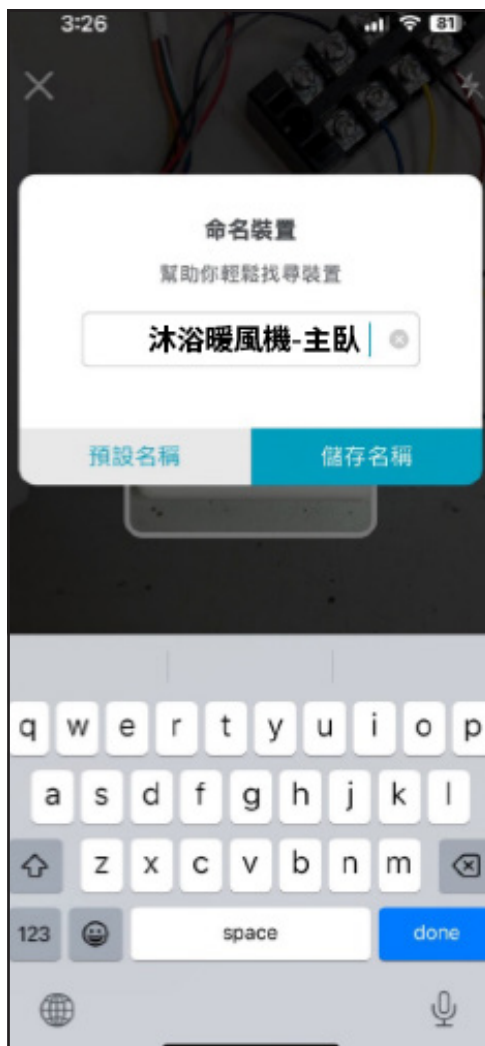 3:26
81
命名裝置
幫助你輕鬆找尋裝置
沐浴暖風機-主臥
預設名稱
儲存名稱
q w e r t y u i o p
a s d f g h j k l
z x c v b n m
123
space
done